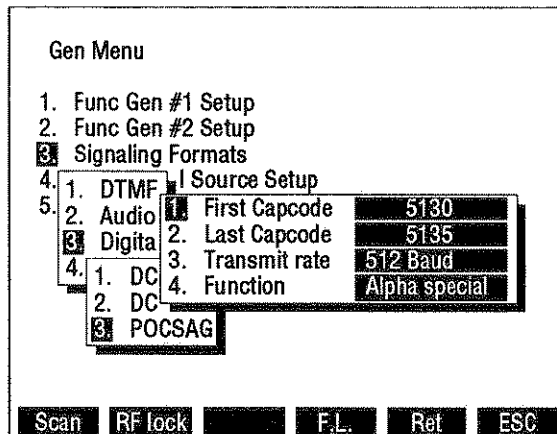 Gen Menu
1. Func Gen #1 Setup
2. Func Gen #2 Setup
3. Signaling Formats
4. l Source Setup
5.
1. DTMF
2. Audio
3. Digita
4.
1. DC
2. DC
3. POCSAG
1. First Capcode 5130
2. Last Capcode 5135
3. Transmit rate 512 Baud
4. Function Alpha special
Scan RF lock F.L. Ret ESC